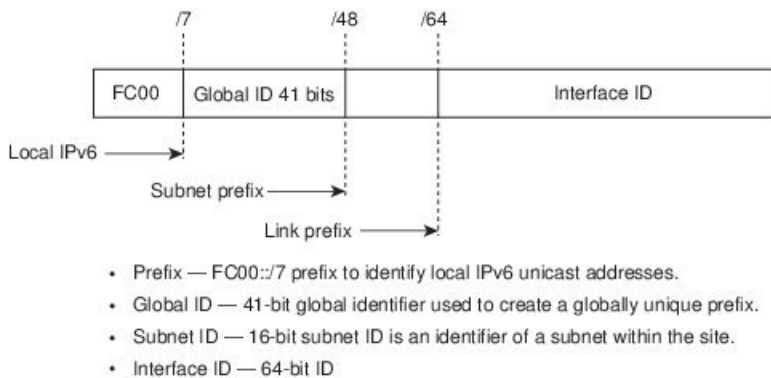 /7 /48 /64
FC00 Global ID 41 bits Interface ID
Local IPv6
Subnet prefix
Link prefix
• Prefix — FC00::/7 prefix to identify local IPv6 unicast addresses.
• Global ID — 41-bit global identifier used to create a globally unique prefix.
• Subnet ID — 16-bit subnet ID is an identifier of a subnet within the site.
• Interface ID — 64-bit ID